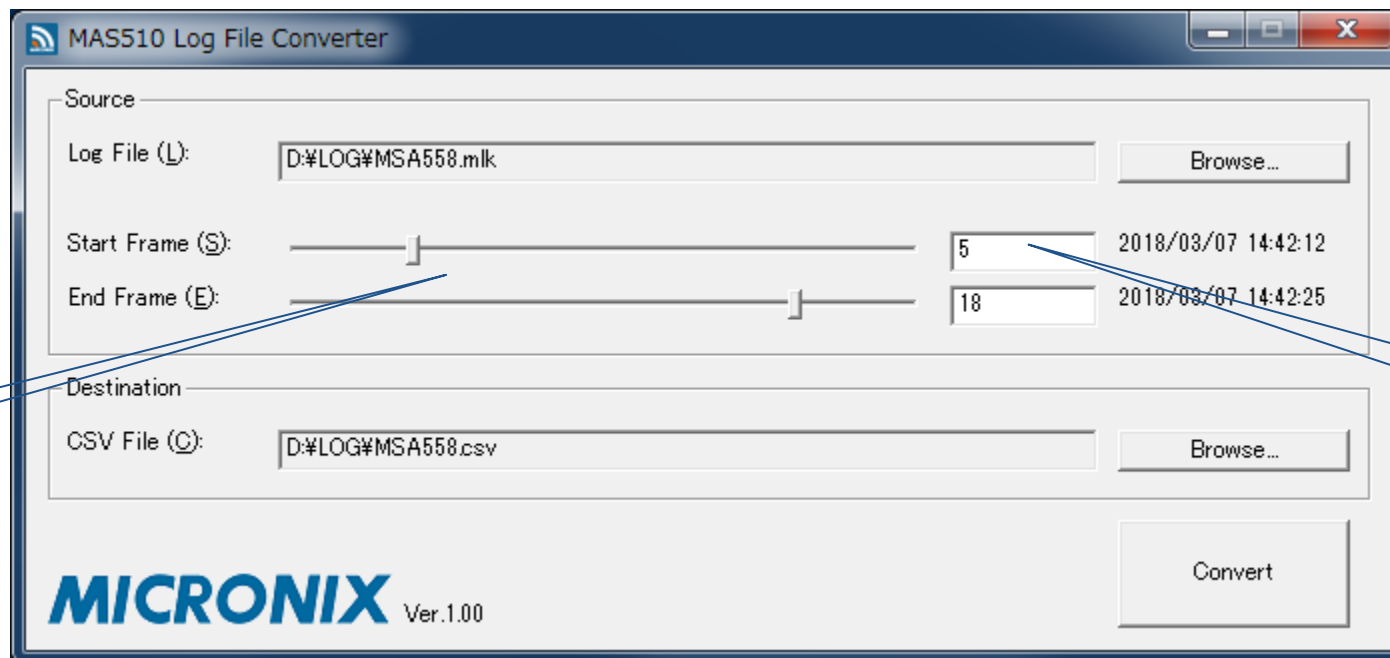 MAS510 Log File Converter
Source
Log File (L): D:¥LOG¥MSA558.mlk Browse...
Start Frame (S): 5 2018/03/07 14:42:12
End Frame (E): 18 2018/03/07 14:42:25
Destination
CSV File (C): D:¥LOG¥MSA558.csv Browse...
MICRONIX Ver.1.00
Convert